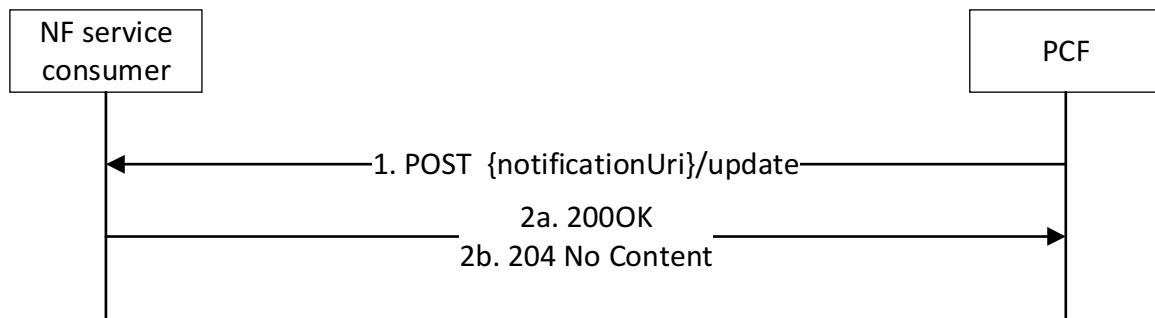 NF service
consumer
PCF
1. POST  {notificationUri}/update
2a. 200OK
2b. 204 No Content